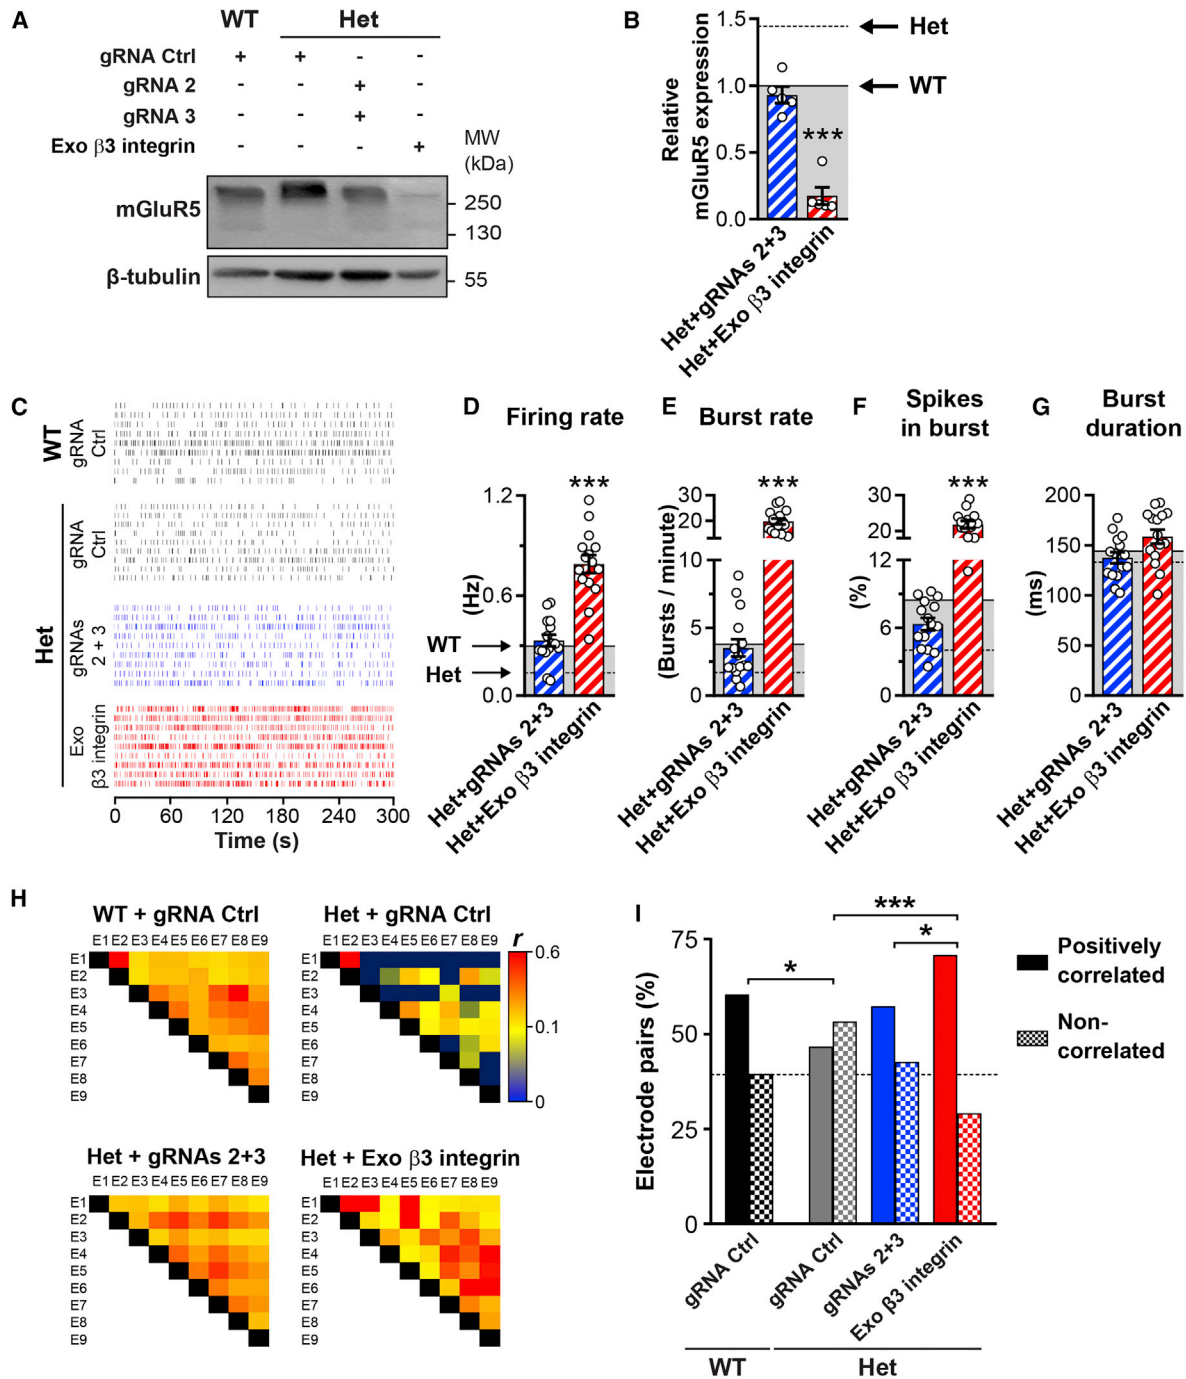 A
WT
Het
gRNA Ctrl + + - -
gRNA 2 - - + -
gRNA 3 - - + -
Exo β3 integrin - - - +
MW
(kDa)
mGluR5
250
130
β-tubulin
55
B
Relative
mGluR5 expression
1.5
1.0
0.5
0.0
Het
WT
***
Het+gRNAs 2+3
Het+Exo β3 integrin
C
WT
gRNA
Ctrl
Het
gRNA
Ctrl
gRNAs
2 + 3
Exo
β3 integrin
0 60 120 180 240 300
Time (s)
D
Firing rate
***
1.2
0.6
0.0
(Hz)
WT
Het
Het+gRNAs 2+3
Het+Exo β3 integrin
E
Burst rate
***
30
20
10
5
0
(Bursts / minute)
Het+gRNAs 2+3
Het+Exo β3 integrin
F
Spikes
in burst
***
30
20
12
6
0
(%)
Het+gRNAs 2+3
Het+Exo β3 integrin
G
Burst
duration
200
150
100
50
0
(ms)
Het+gRNAs 2+3
Het+Exo β3 integrin
H
WT + gRNA Ctrl
E1 E2 E3 E4 E5 E6 E7 E8 E9
E1
E2
E3
E4
E5
E6
E7
E8
E9
Het + gRNA Ctrl
E1 E2 E3 E4 E5 E6 E7 E8 E9
E1
E2
E3
E4
E5
E6
E7
E8
E9
r
0.6
0.1
0
Het + gRNAs 2+3
E1 E2 E3 E4 E5 E6 E7 E8 E9
E1
E2
E3
E4
E5
E6
E7
E8
E9
Het + Exo β3 integrin
E1 E2 E3 E4 E5 E6 E7 E8 E9
E1
E2
E3
E4
E5
E6
E7
E8
E9
I
***
*
*
75
50
25
0
Electrode pairs (%)
Positively
correlated
Non-
correlated
gRNA Ctrl
gRNA Ctrl
gRNAs 2+3
Exo β3 integrin
WT
Het